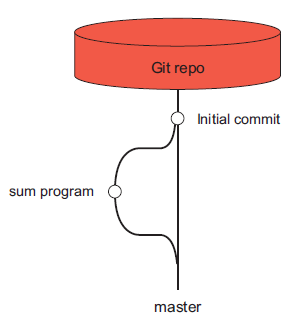 Git repo
Initial commit
sum program
master